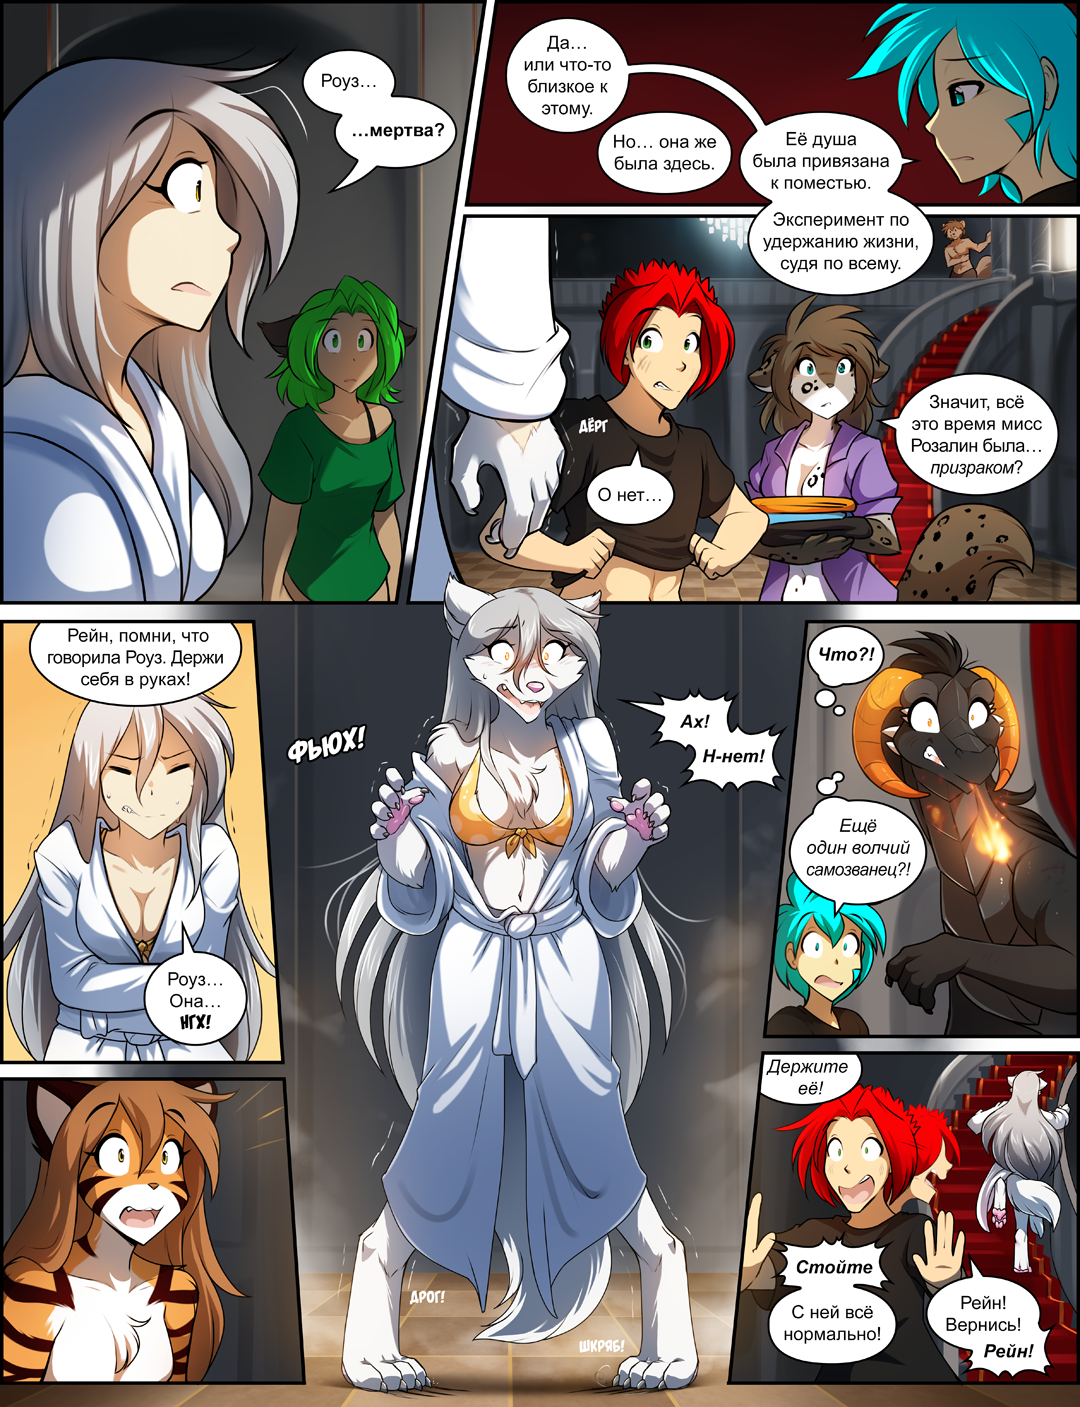 Роуз…
…мертва?
Да…
или что-то
близкое к
этому.
Но… она же
была здесь.
Её душа
была привязана
к поместью.
Эксперимент по
удержанию жизни,
судя по всему.
ДЁРГ
О нет…
Значит, всё
это время мисс
Розалин была…
призраком?
Рейн, помни, что
говорила Роуз. Держи
себя в руках!
Роуз…
Она…
НГХ!
ФЬЮХ!
Ах!
Н-нет!
ДРОГ!
ШКРЯБ!
Что?!
Ещё
один волчий
самозванец?!
Держите
её!
Стойте
С ней всё
нормально!
Рейн!
Вернись!
Рейн!